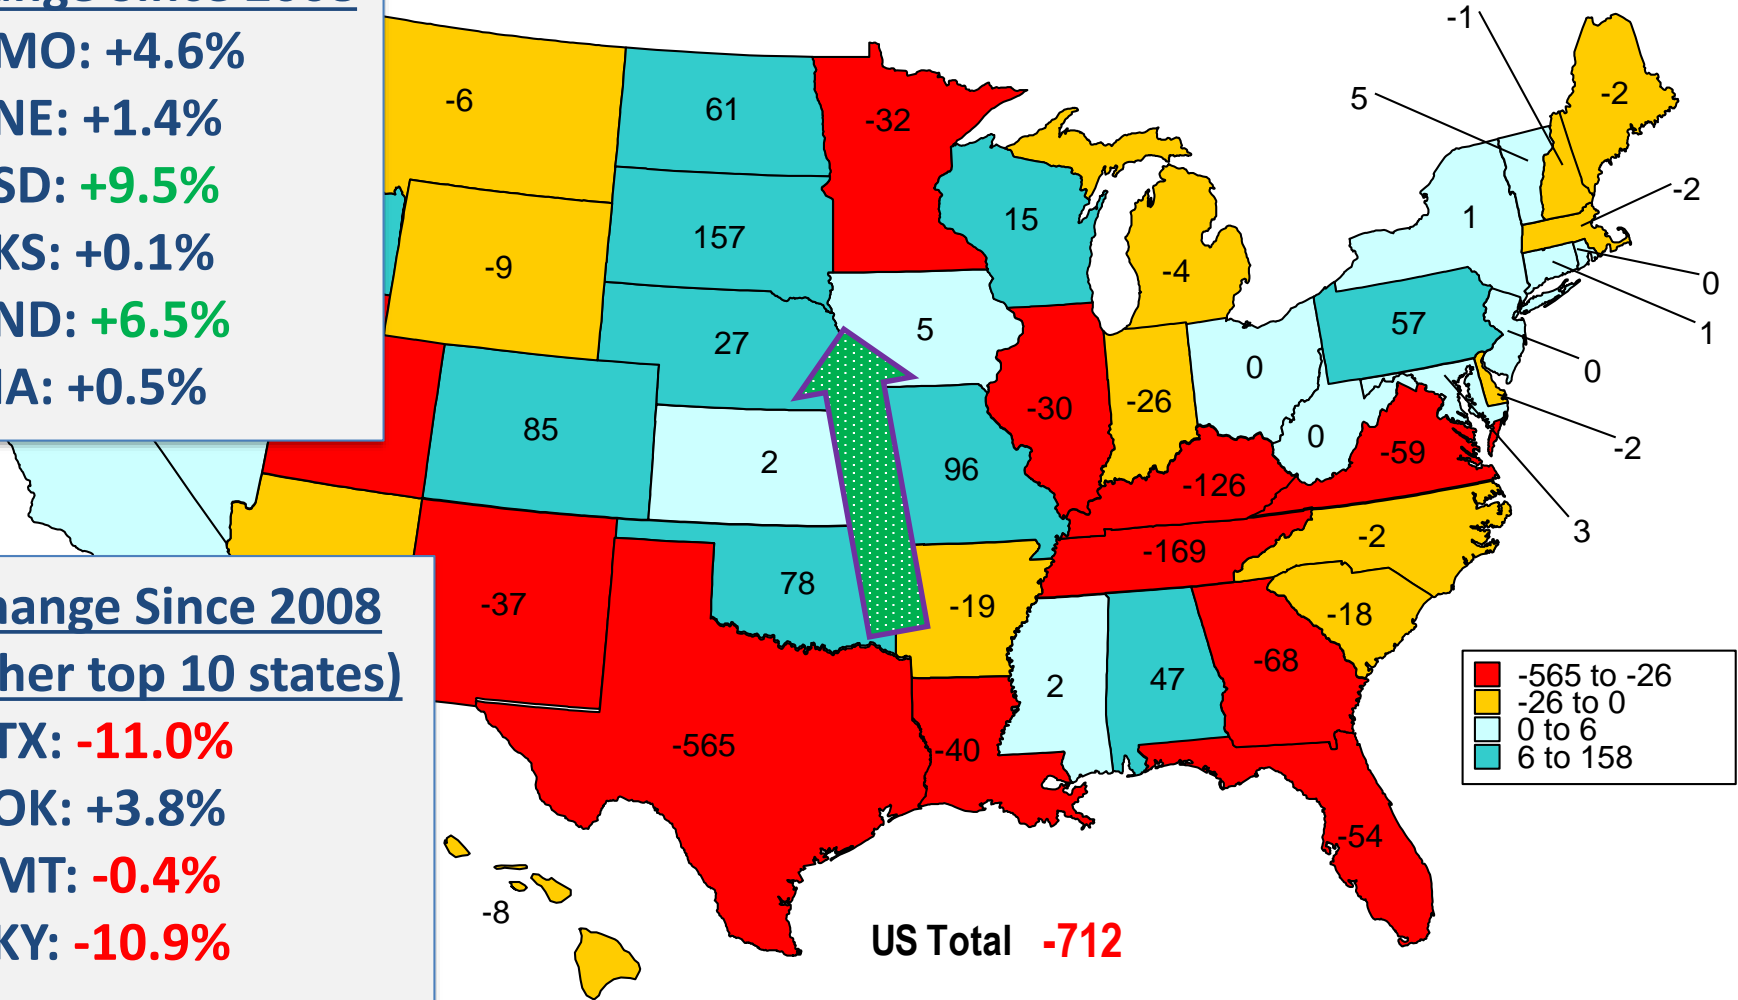 MO: +4.6%
NE: +1.4%
SD: +9.5%
KS: +0.1%
ND: +6.5%
IA: +0.5%
Since 2008
her top 10 states)
TX: -11.0%
OK: +3.8%
MT: -0.4%
KY: -10.9%
-6
61
-32
-1
5
-2
-9
157
15
-4
1
-2
0
1
27
5
57
0
0
-2
85
2
96
-30
-26
0
-59
3
-126
-37
78
-19
-169
-2
-18
-565
-40
2
47
-68
-54
-8
-565 to -26
-26 to 0
0 to 6
6 to 158
US Total -712